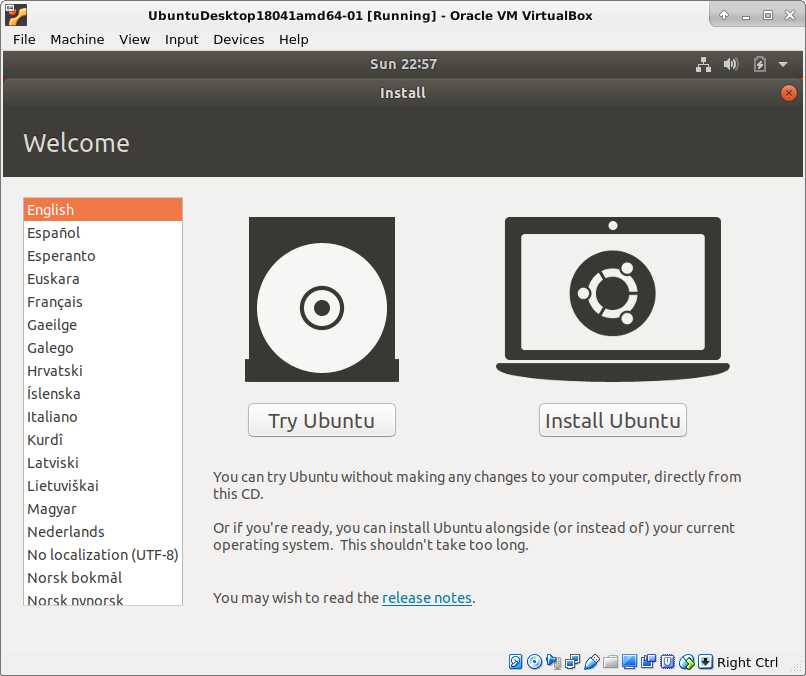 UbuntuDesktop18041amd64-01 [Running] - Oracle VM VirtualBox
File Machine View Input Devices Help
Sun 22:57
Install
Welcome
English
Español
Esperanto
Euskara
Français
Gaeilge
Galego
Hrvatski
Íslenska
Italiano
Kurdî
Latviski
Lietuviškai
Magyar
Nederlands
No localization (UTF-8)
Norsk bokmål
Norsk nynorsk
Try Ubuntu
Install Ubuntu
You can try Ubuntu without making any changes to your computer, directly from
this CD.
Or if you're ready, you can install Ubuntu alongside (or instead of) your current
operating system. This shouldn't take too long.
You may wish to read the release notes.
Right Ctrl